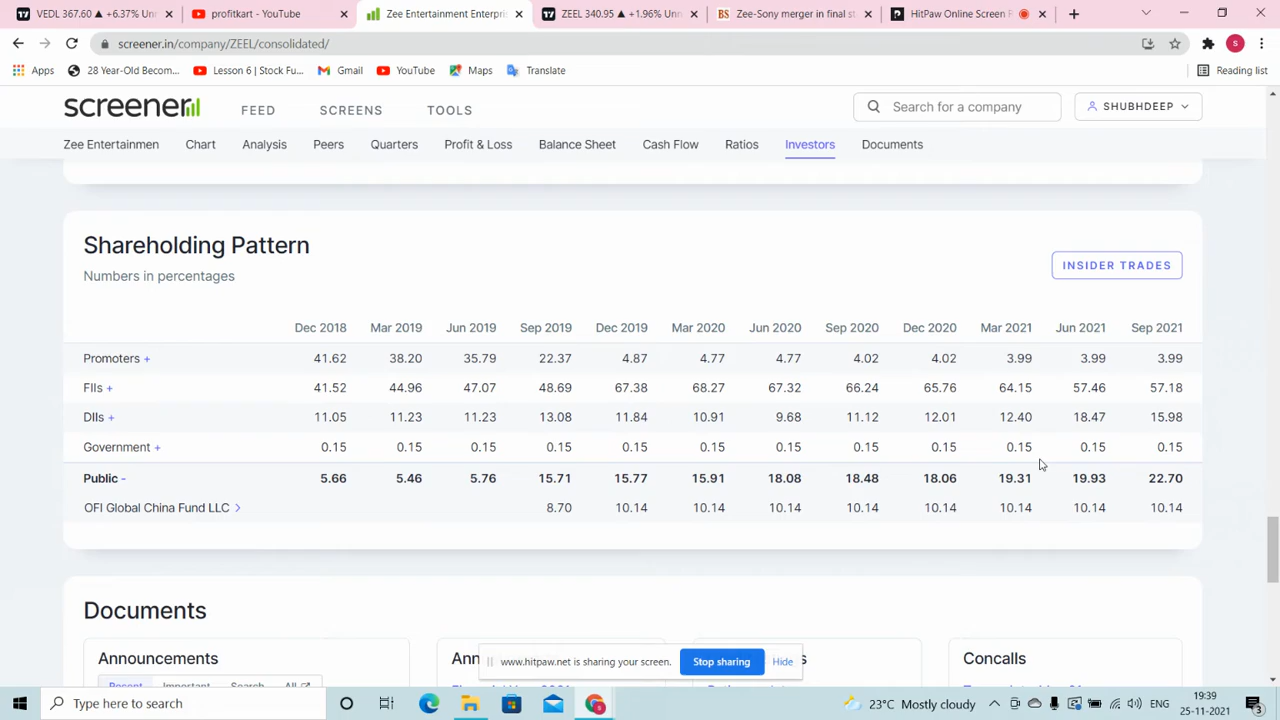 VEDL 370.60 ▲ +6.37% Un
profitkart - YouTube
Zee Entertainment Enterpri
ZEEL 340.95 ▲ +1.96% Unn
Zee-Sony merger in final st
HitPaw Online Screen R
screener.in/company/ZEEL/consolidated/
S
Apps
28 Year-Old Becom...
Lesson 6 | Stock Fu...
Gmail
YouTube
Maps
Translate
Reading list
screener
FEED
SCREENS
TOOLS
Search for a company
SHUBHDEEP
Zee Entertainmen
Chart
Analysis
Peers
Quarters
Profit & Loss
Balance Sheet
Cash Flow
Ratios
Investors
Documents
Shareholding Pattern
Numbers in percentages
INSIDER TRADES
Dec 2018 Mar 2019 Jun 2019 Sep 2019 Dec 2019 Mar 2020 Jun 2020 Sep 2020 Dec 2020 Mar 2021 Jun 2021 Sep 2021
Promoters + 41.62 38.20 35.79 22.37 4.87 4.77 4.77 4.02 4.02 3.99 3.99 3.99
FIIs + 41.52 44.96 47.07 48.69 67.38 68.27 67.32 66.24 65.76 64.15 57.46 57.18
DIIs + 11.05 11.23 11.23 13.08 11.84 10.91 9.68 11.12 12.01 12.40 18.47 15.98
Government + 0.15 0.15 0.15 0.15 0.15 0.15 0.15 0.15 0.15 0.15 0.15 0.15
Public - 5.66 5.46 5.76 15.71 15.77 15.91 18.08 18.48 18.06 19.31 19.93 22.70
OFI Global China Fund LLC > 8.70 10.14 10.14 10.14 10.14 10.14 10.14 10.14 10.14
Documents
Announcements
Concalls
Recent
Important
Search
All
www.hitpaw.net is sharing your screen.
Stop sharing
Hide
Type here to search
23°C Mostly cloudy
19:39
25-11-2021
3